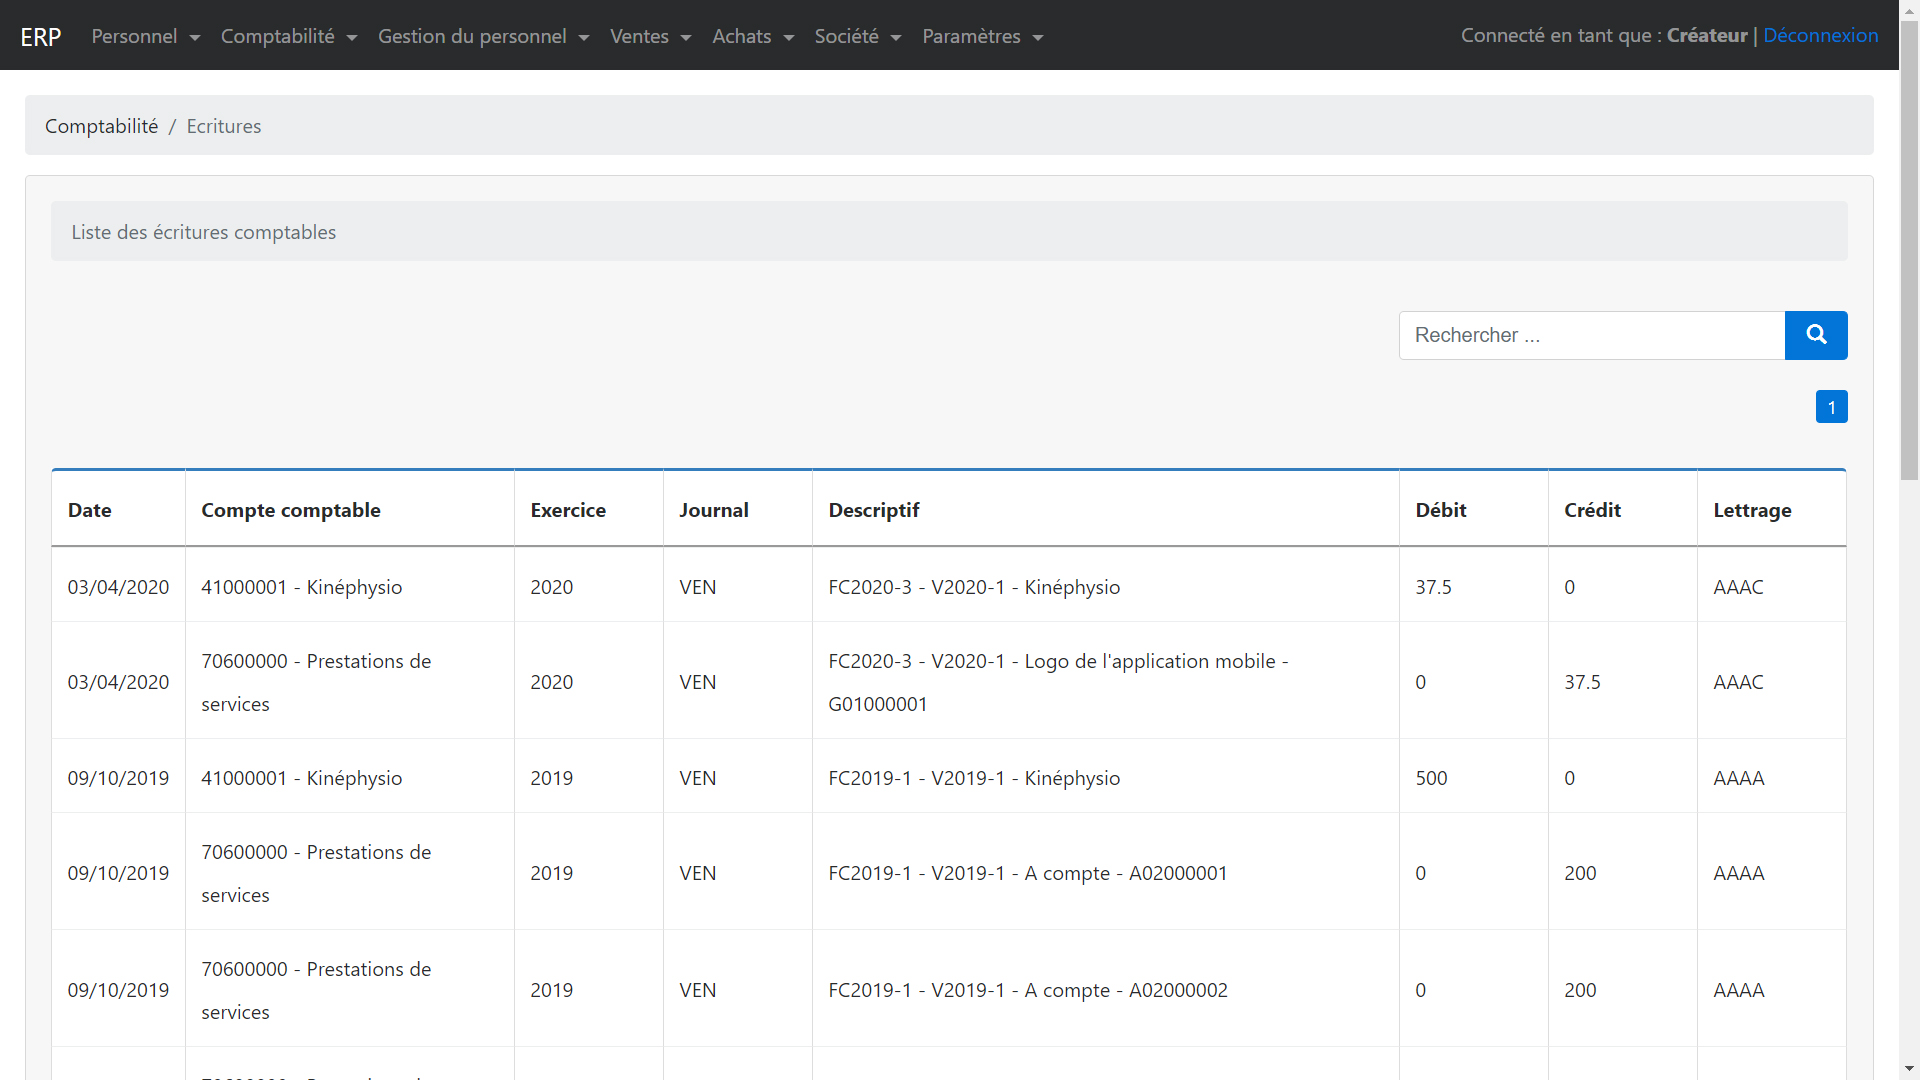 ERP Personnel Comptabilité Gestion du personnel Ventes Achats Société Paramètres Connecté en tant que : Créateur | Déconnexion
Comptabilité / Ecritures
Liste des écritures comptables
Rechercher ...
1
Date Compte comptable Exercice Journal Descriptif Débit Crédit Lettrage
03/04/2020 41000001 - Kinéphysio 2020 VEN FC2020-3 - V2020-1 - Kinéphysio 37.5 0 AAAC
70600000 - Prestations de FC2020-3 - V2020-1 - Logo de l'application mobile -
03/04/2020 2020 VEN 0 37.5 AAAC
services G01000001
09/10/2019 41000001 - Kinéphysio 2019 VEN FC2019-1 - V2019-1 - Kinéphysio 500 0 AAAA
70600000 - Prestations de
09/10/2019 2019 VEN FC2019-1 - V2019-1 - A compte - A02000001 0 200 AAAA
services
70600000 - Prestations de
09/10/2019 2019 VEN FC2019-1 - V2019-1 - A compte - A02000002 0 200 AAAA
services